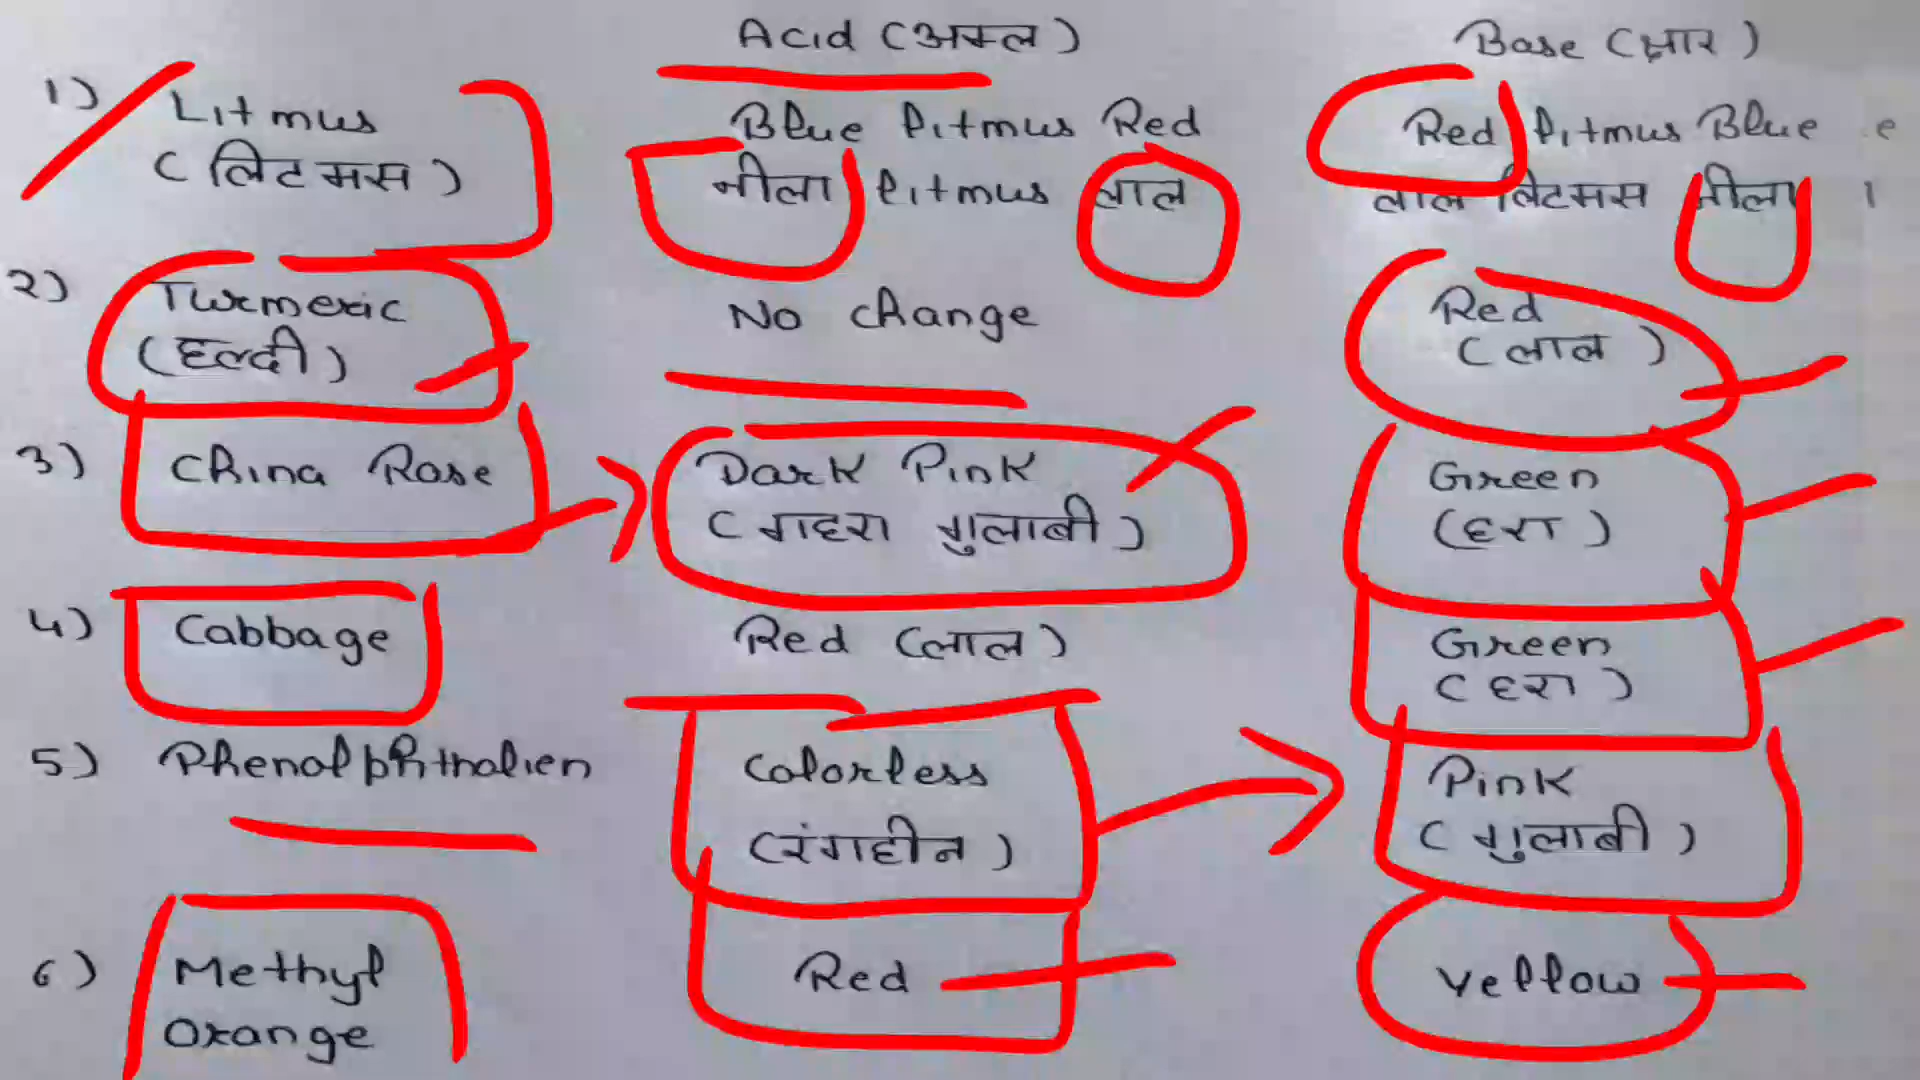 Acid (अम्ल) Base (क्षार)
1) Litmus Blue litmus Red Red litmus Blue e
(लिटमस) नीला litmus लाल लाल लिटमस नीला
2) Turmeric No change Red
(हल्दी) (लाल)
3) China Rose Dark Pink Green
(गहरा गुलाबी) (हरा)
4) Cabbage Red (लाल) Green
(हरा)
5) Phenolphthalien Colorless Pink
(रंगहीन) (गुलाबी)
6) Methyl Red Yellow
Orange